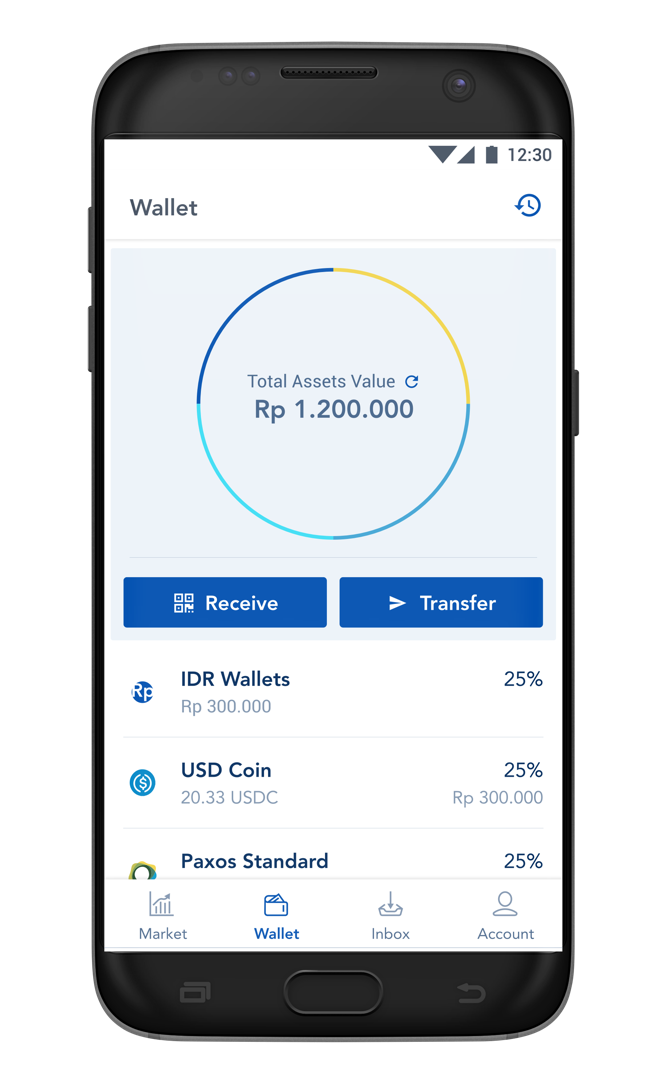 12:30
Wallet
Total Assets Value
Rp 1.200.000
Receive
Transfer
IDR Wallets
25%
Rp
Rp 300.000
USD Coin
25%
$
20.33 USDC
Rp 300.000
Paxos Standard
25%
Market
Wallet
Inbox
Account